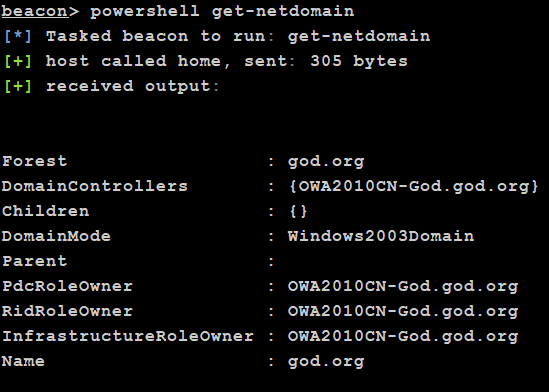 beacon> powershell get-netdomain
[*] Tasked beacon to run: get-netdomain
[+] host called home, sent: 305 bytes
[+] received output:
Forest : god.org
DomainControllers : {OWA2010CN-God.god.org}
Children : {}
DomainMode : Windows2003Domain
Parent :
PdcRoleOwner : OWA2010CN-God.god.org
RidRoleOwner : OWA2010CN-God.god.org
InfrastructureRoleOwner : OWA2010CN-God.god.org
Name : god.org